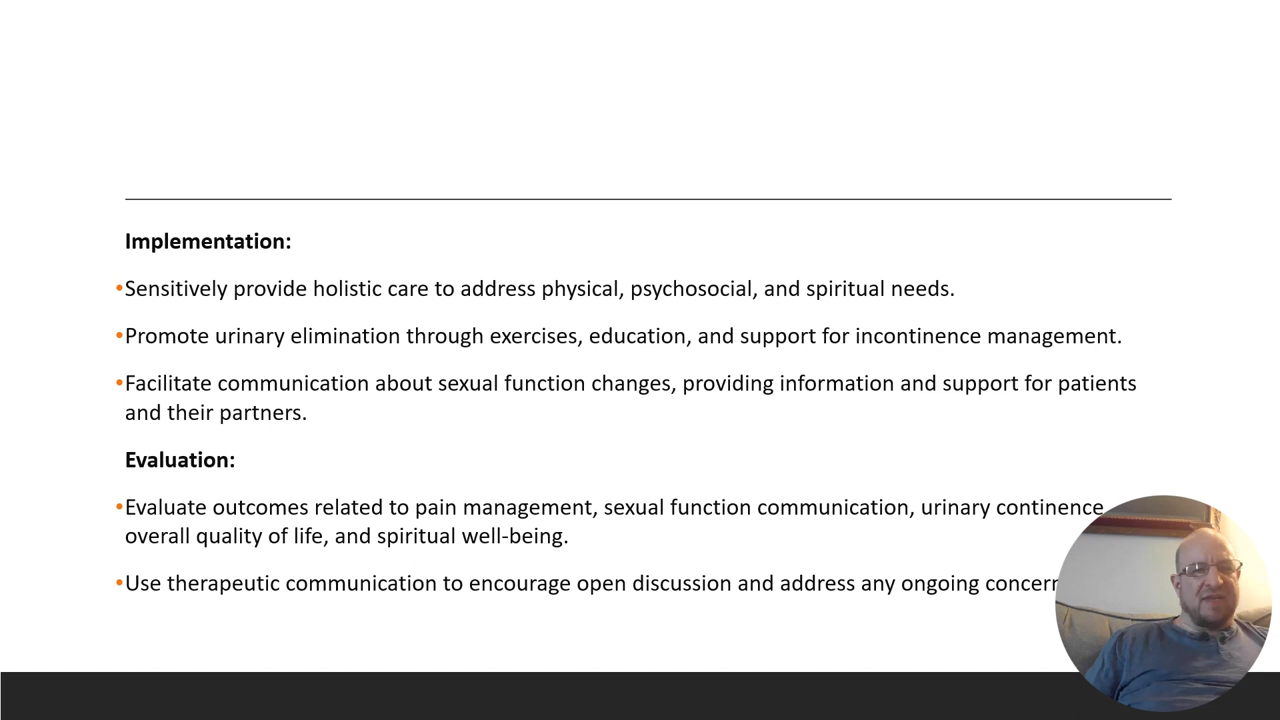 Implementation:
•Sensitively provide holistic care to address physical, psychosocial, and spiritual needs.
•Promote urinary elimination through exercises, education, and support for incontinence management.
•Facilitate communication about sexual function changes, providing information and support for patients
and their partners.
Evaluation:
•Evaluate outcomes related to pain management, sexual function communication, urinary continence
overall quality of life, and spiritual well-being.
•Use therapeutic communication to encourage open discussion and address any ongoing